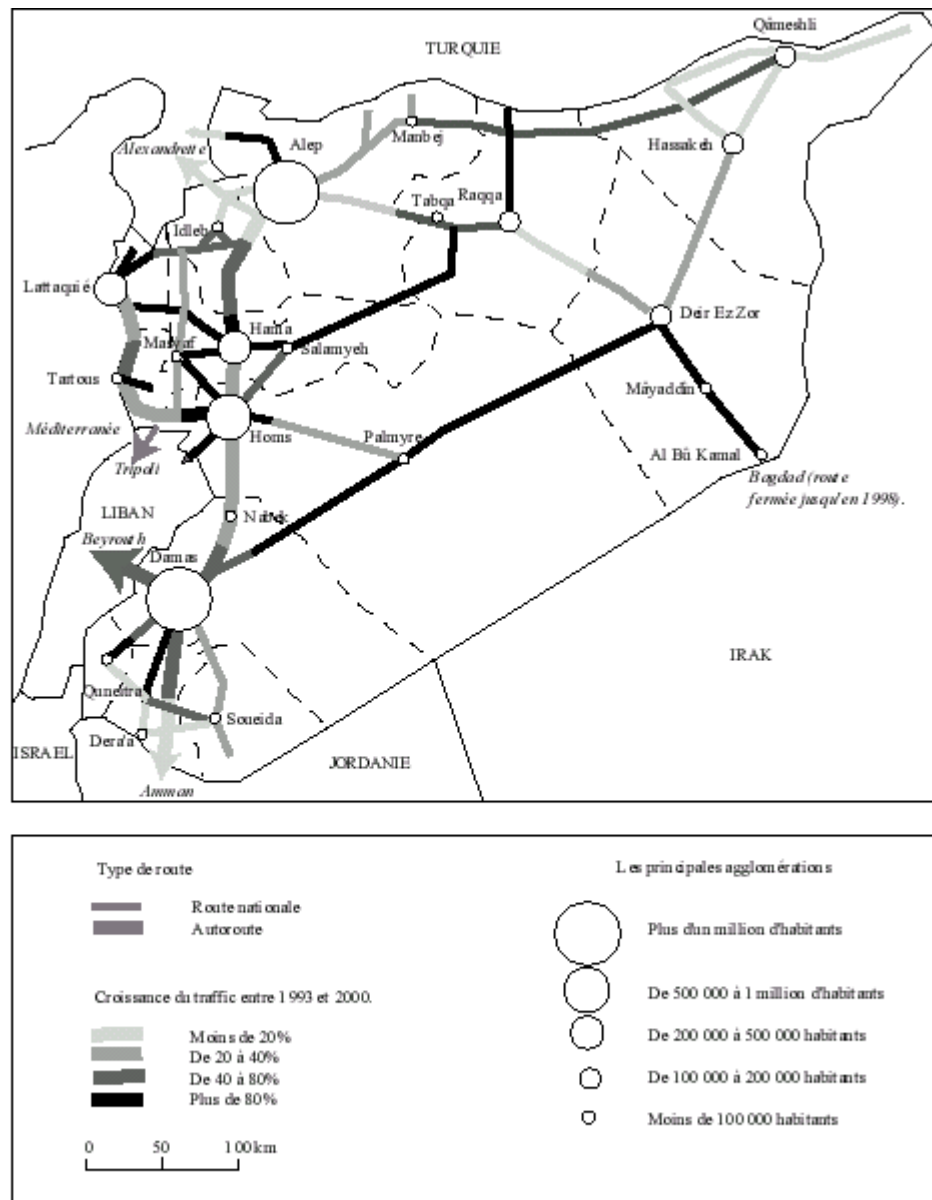 Qâmeshli
TURQUIE
Alep
Manbej
Alexandrette
Hassakeh
Tabqa
Raqqa
Idleb
Lattaquié
Deir Ez Zor
Hama
Masyaf
Salamyeh
Tartous
Mâyaddin
Méditerranée
Homs
Palmyre
Al Bû Kamal
Tripoli
Bagdad (route
fermée jusqu'en 1998).
LIBAN
Nabek
Beyrouth
Damas
IRAK
Quneitra
Soueida
Dera'a
ISRAEL
JORDANIE
Amman
Type de route
Route nationale
Autoroute
Croissance du traffic entre 1993 et 2000.
Moins de 20%
De 20 à 40%
De 40 à 80%
Plus de 80%
0 50 100 km
Les principales agglomérations
Plus d'un million d'habitants
De 500 000 à 1 million d'habitants
De 200 000 à 500 000 habitants
De 100 000 à 200 000 habitants
Moins de 100 000 habitants